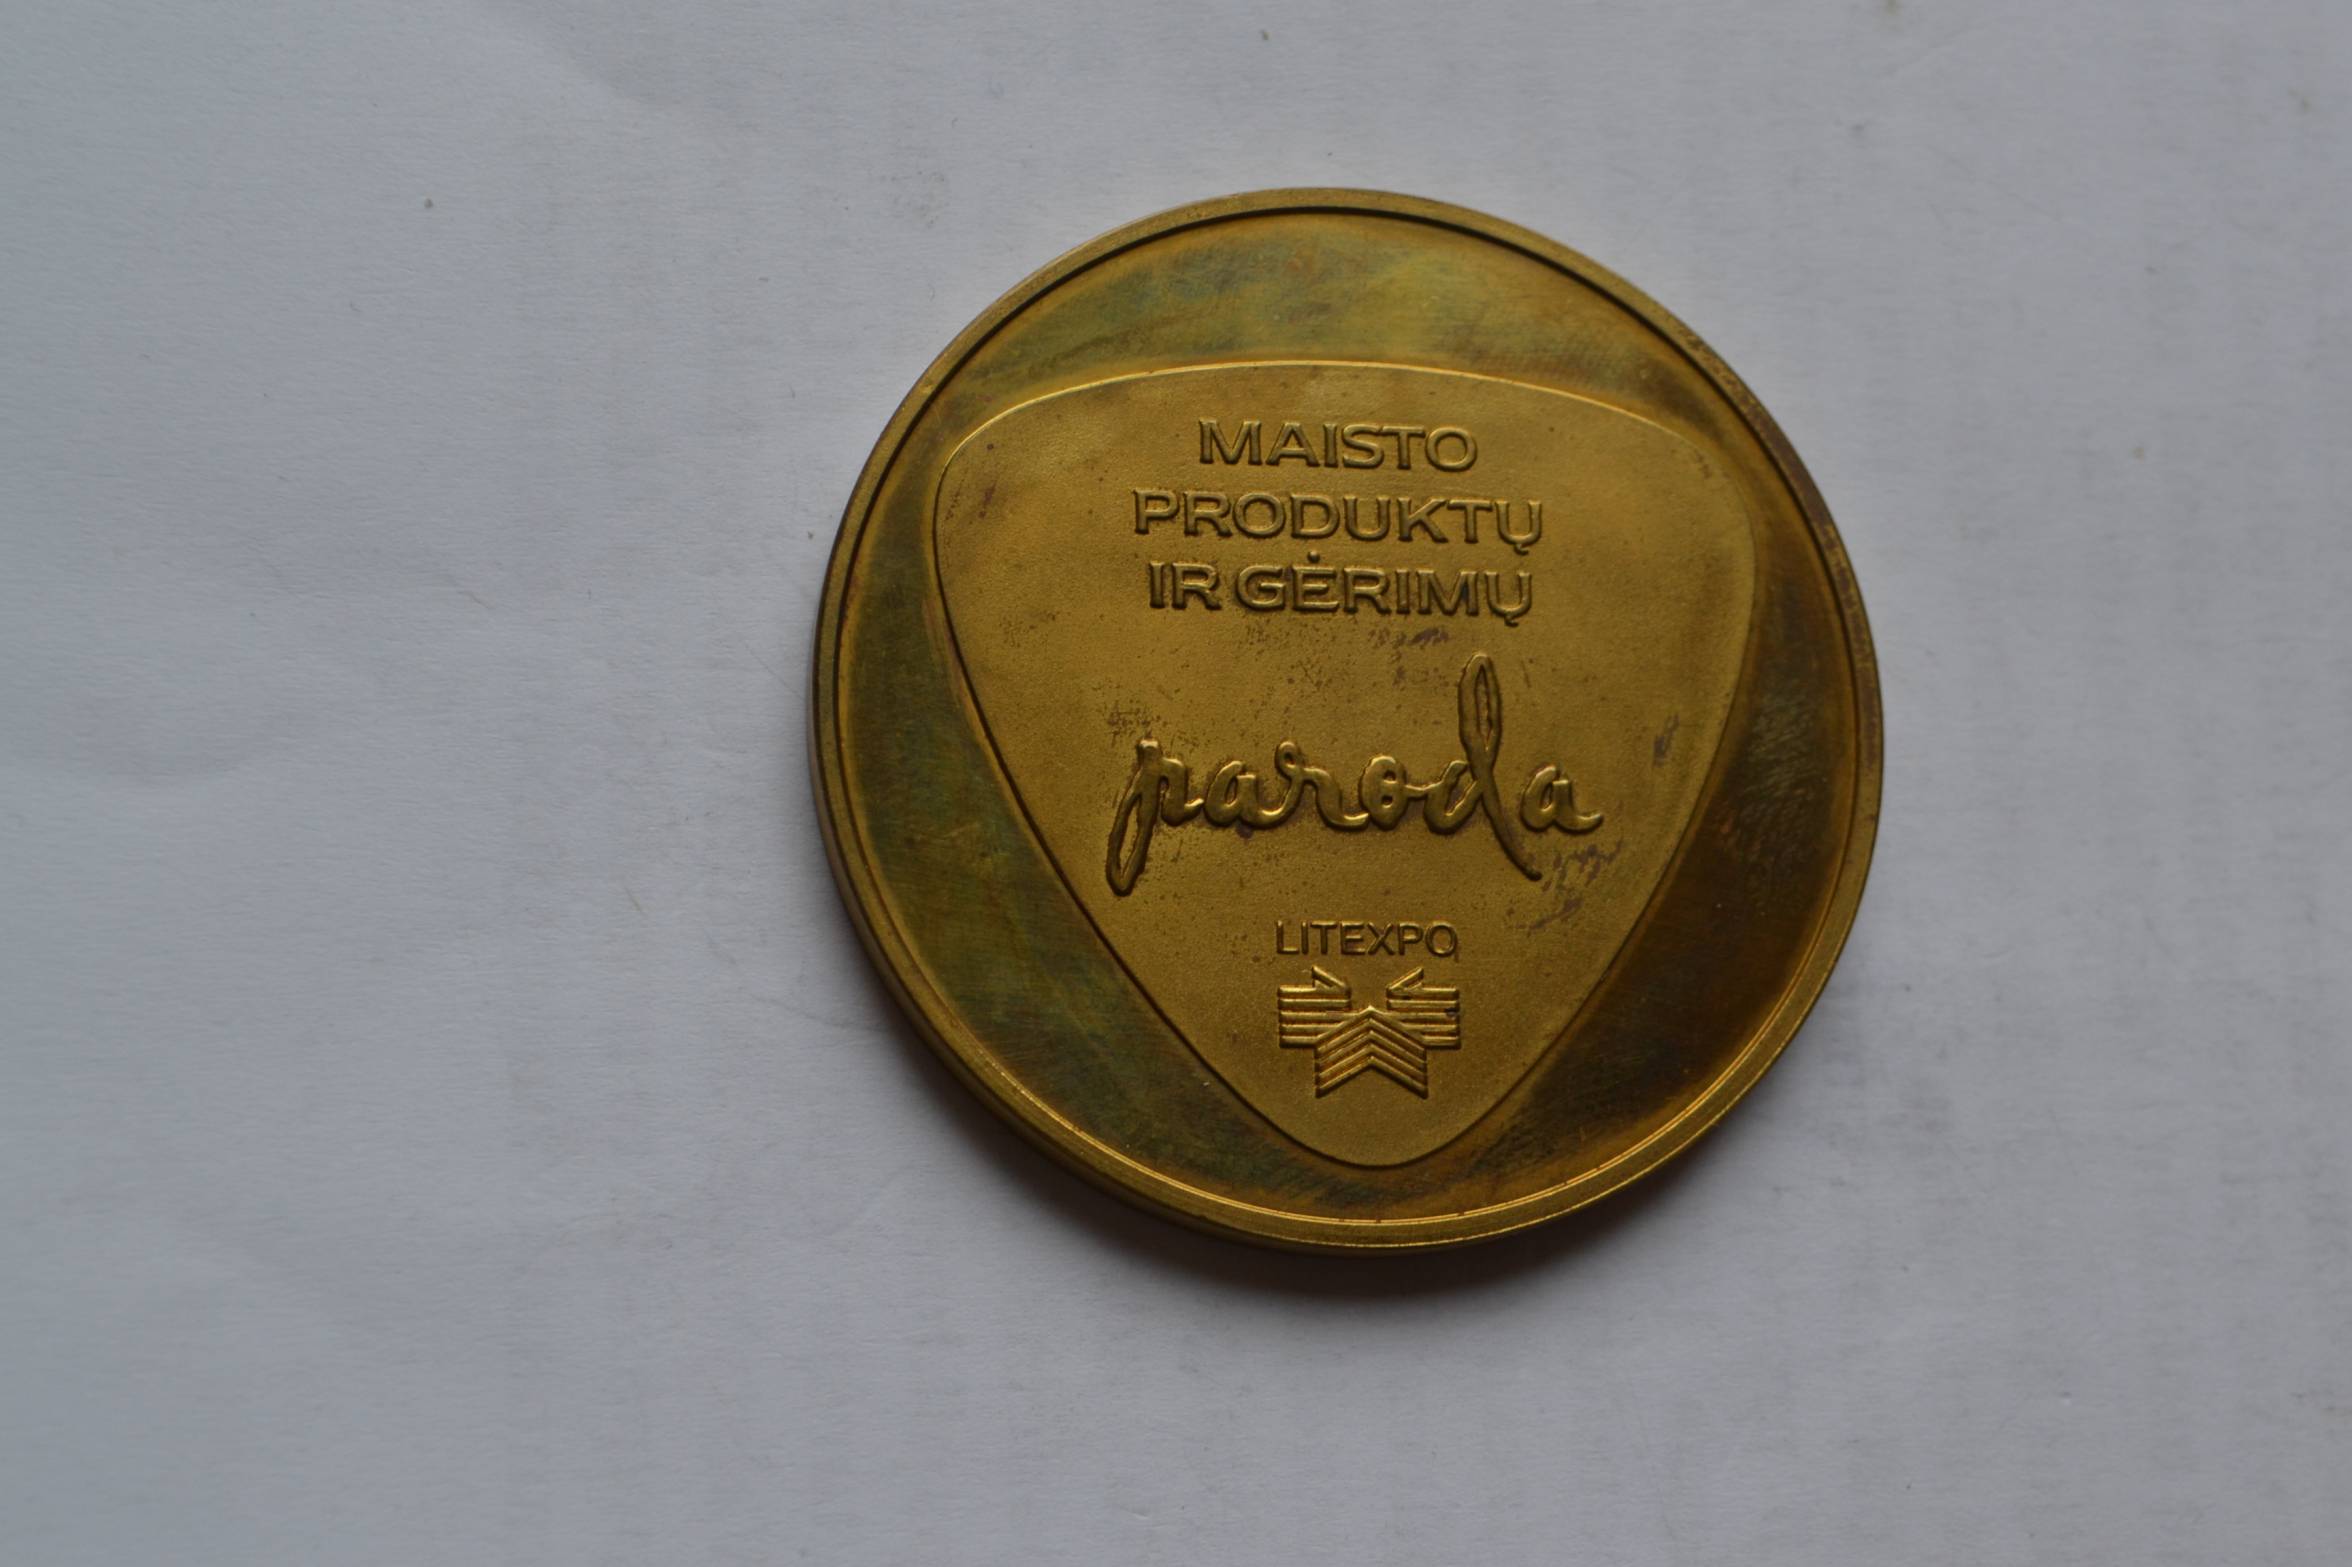 MAISTO
PRODUKTŲ
IR GĖRIMŲ
paroda
LITEXPO